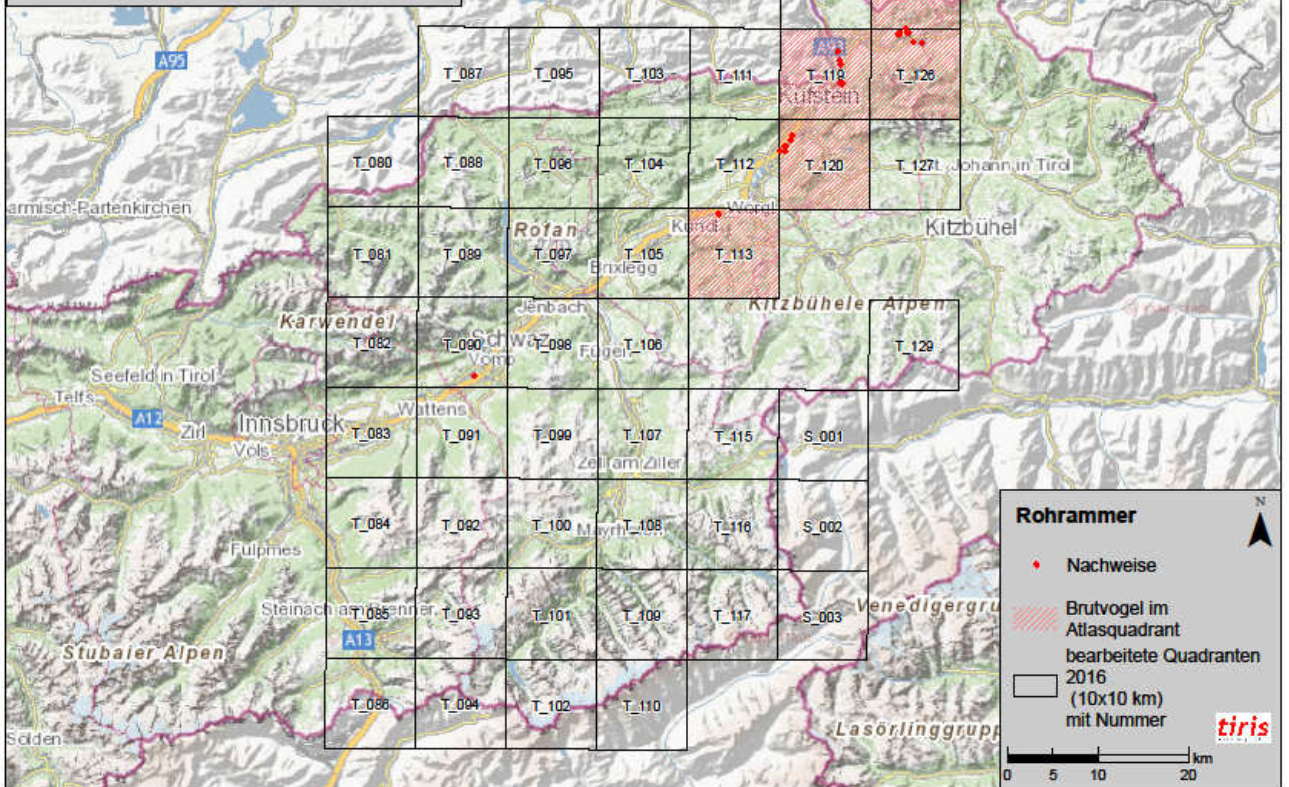 A95
T_087
T_095
T_103
T_111
T_119
T_126
Kufstein
T_080
T_088
T_096
T_104
T_112
T_120
T_127
Johann in Tirol
armisch-Partenkirchen
Wörgl
Kundl
Kitzbühel
Rofan
T_081
T_089
T_097
T_105
T_113
Brixlegg
Jenbach
Kitzbüheler Alpen
Karwendel
Schwaz
T_082
T_090
T_098
T_106
T_129
Vomp
Fügen
Seefeld in Tirol
Telfs
A12
Zirl
Innsbruck
Wattens
Völs
T_083
T_091
T_099
T_107
T_115
S_001
Zell am Ziller
T_084
T_092
T_100
T_108
T_116
S_002
Fulpmes
Steinach am Brenner
T_085
T_093
T_101
T_109
T_117
S_003
Venedigergru
A13
Stubaier Alpen
T_086
T_094
T_102
T_110
Sölden
Lasörlinggrupp
Rohrammer
N
Nachweise
Brutvogel im
Atlasquadrant
bearbeitete Quadranten
2016
(10x10 km)
mit Nummer
tiris
km
0 5 10 20